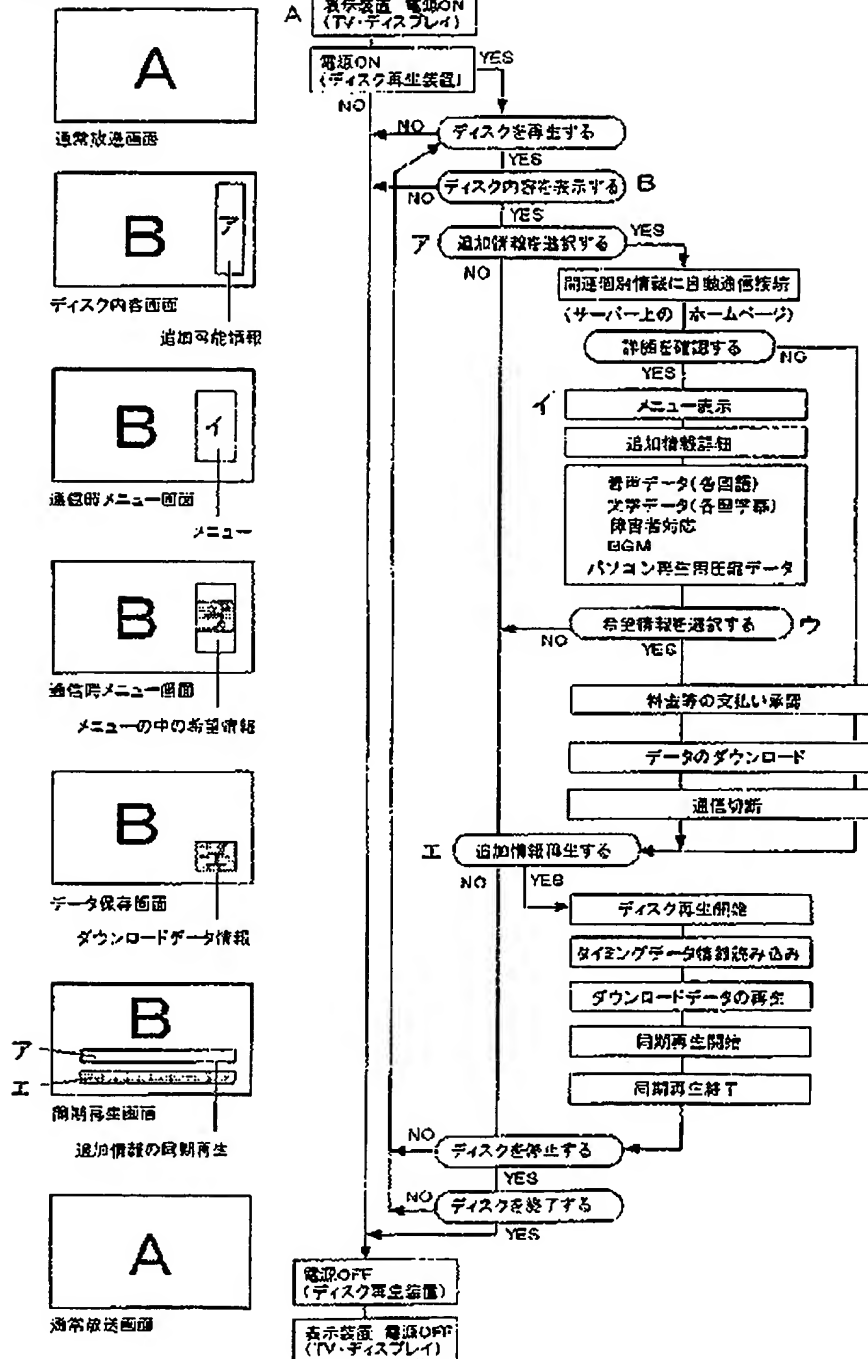 A
通常放送画面
B
ア
ディスク内容画面
追加可能情報
B
イ
通信時メニュー画面
メニュー
B
通信時メニュー画面
メニューの中の希望情報
B
データ保存画面
ダウンロードデータ情報
B
ア
エ
同期再生画面
追加情報の同期再生
A
通常放送画面
A
表示装置 電源ON
(TV・ディスプレイ)
電源ON
(ディスク再生装置)
YES
NO
ディスクを再生する
NO
YES
ディスク内容を表示する
B
NO
YES
ア
追加情報を選択する
YES
NO
関連個別情報に自動通信接続
(サーバー上の ホームページ)
詳細を確認する
NO
YES
イ
メニュー表示
追加情報詳細
音声データ(各国語)
文字データ(各国字幕)
障害者対応
BGM
パソコン再生用圧縮データ
希望情報を選択する
ウ
NO
YES
料金等の支払い承認
データのダウンロード
通信切断
エ
追加情報再生する
NO
YES
ディスク再生開始
タイミングデータ情報読み込み
ダウンロードデータの再生
同期再生開始
同期再生終了
NO
ディスクを停止する
YES
NO
ディスクを終了する
YES
電源OFF
(ディスク再生装置)
表示装置 電源OFF
(TV・ディスプレイ)